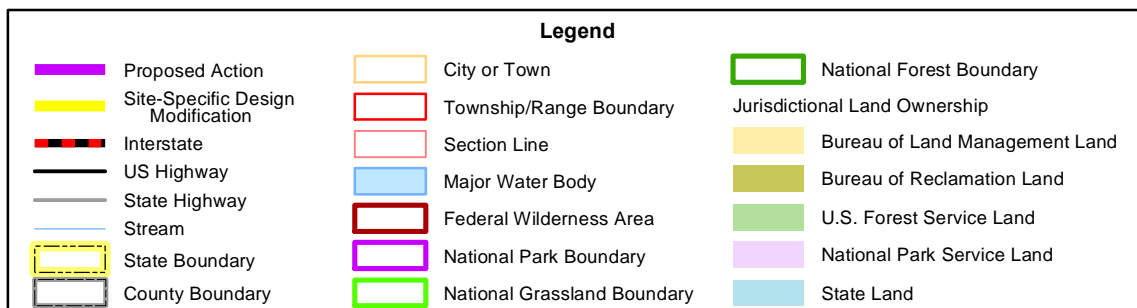 Legend
Proposed Action
Site-Specific Design
Modification
Interstate
US Highway
State Highway
Stream
State Boundary
County Boundary
City or Town
Township/Range Boundary
Section Line
Major Water Body
Federal Wilderness Area
National Park Boundary
National Grassland Boundary
National Forest Boundary
Jurisdictional Land Ownership
Bureau of Land Management Land
Bureau of Reclamation Land
U.S. Forest Service Land
National Park Service Land
State Land